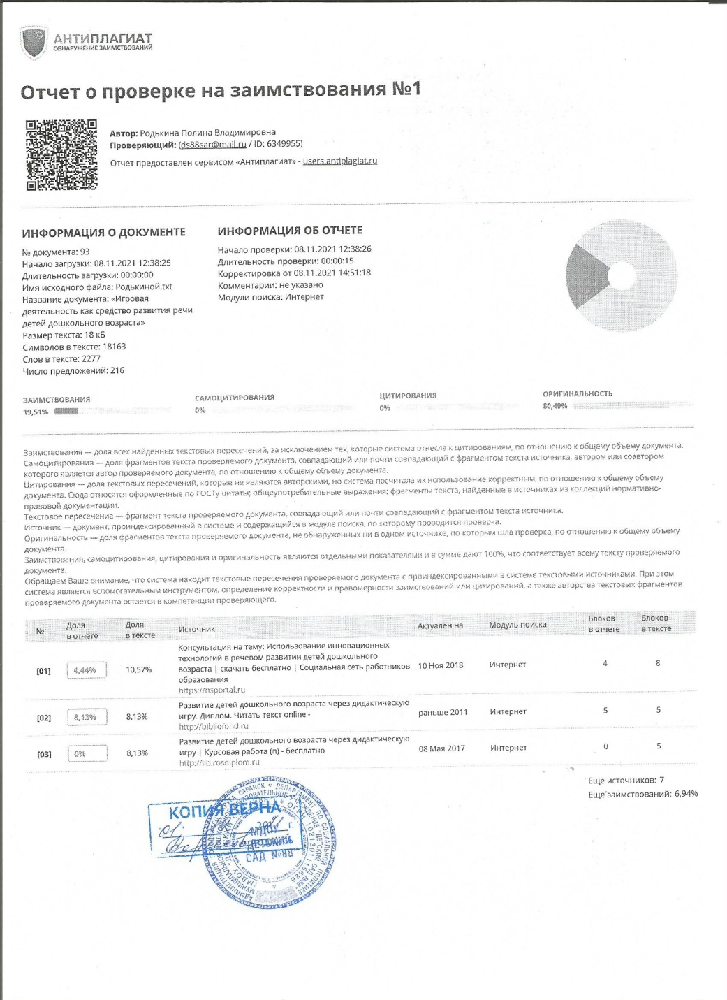 АНТИПЛАГИАТ
ОБНАРУЖЕНИЕ ЗАИМСТВОВАНИЙ
Отчет о проверке на заимствования №1
Автор: Родькина Полина Владимировна
Проверяющий: (ds88sar@mail.ru / ID: 6349955)
Отчет предоставлен сервисом «Антиплагиат» - users.antiplagiat.ru
ИНФОРМАЦИЯ О ДОКУМЕНТЕ
№ документа: 93
Начало загрузки: 08.11.2021 12:38:25
Длительность загрузки: 00:00:00
Имя исходного файла: Родькиной.txt
Название документа: «Игровая
деятельность как средство развития речи
детей дошкольного возраста»
Размер текста: 18 кБ
Символов в тексте: 18163
Слов в тексте: 2277
Число предложений: 216
ИНФОРМАЦИЯ ОБ ОТЧЕТЕ
Начало проверки: 08.11.2021 12:38:26
Длительность проверки: 00:00:15
Корректировка от 08.11.2021 14:51:18
Комментарии: не указано
Модули поиска: Интернет
ЗАИМСТВОВАНИЯ
19,51%
САМОЦИТИРОВАНИЯ
0%
ЦИТИРОВАНИЯ
0%
ОРИГИНАЛЬНОСТЬ
80,49%
Заимствования — доля всех найденных текстовых пересечений, за исключением тех, которые система отнесла к цитированиям, по отношению к общему объему документа.
Самоцитирования — доля фрагментов текста проверяемого документа, совпадающий или почти совпадающий с фрагментом текста источника, автором или соавтором
которого является автор проверяемого документа, по отношению к общему объему документа.
Цитирования — доля текстовых пересечений, которые не являются авторскими, но система посчитала их использование корректным, по отношению к общему объему
документа. Сюда относятся оформленные по ГОСТу цитаты; общеупотребительные выражения; фрагменты текста, найденные в источниках из коллекций нормативно-
правовой документации.
Текстовое пересечение — фрагмент текста проверяемого документа, совпадающий или почти совпадающий с фрагментом текста источника.
Источник — документ, проиндексированный в системе и содержащийся в модуле поиска, по которому проводится проверка.
Оригинальность — доля фрагментов текста проверяемого документа, не обнаруженных ни в одном источнике, по которым шла проверка, по отношению к общему объему
документа.
Заимствования, самоцитирования, цитирования и оригинальность являются отдельными показателями и в сумме дают 100%, что соответствует всему тексту проверяемого
документа.
Обращаем Ваше внимание, что система находит текстовые пересечения проверяемого документа с проиндексированными в системе текстовыми источниками. При этом
система является вспомогательным инструментом, определение корректности и правомерности заимствований или цитирований, а также авторства текстовых фрагментов
проверяемого документа остается в компетенции проверяющего.
№ Доля в отчете Доля в тексте Источник Актуален на Модуль поиска Блоков в отчете Блоков в тексте
Консультация на тему: Использование инновационных
технологий в речевом развитии детей дошкольного
[01] 4,44% 10,57% возраста | скачать бесплатно | Социальная сеть работников 10 Ноя 2018 Интернет 4 8
образования
https://nsportal.ru
Развитие детей дошкольного возраста через дидактическую
[02] 8,13% 8,13% игру. Диплом. Читать текст online - раньше 2011 Интернет 5 5
http://bibliofond.ru
Развитие детей дошкольного возраста через дидактическую
[03] 0% 8,13% игру | Курсовая работа (п) - бесплатно 08 Мая 2017 Интернет 0 5
http://lib.rosdiplom.ru
Еще источников: 7
Еще заимствований: 6,94%
КОПИЯ ВЕРНА
"01"
г.
МДОУ
"ДЕТСКИЙ
САД №88"